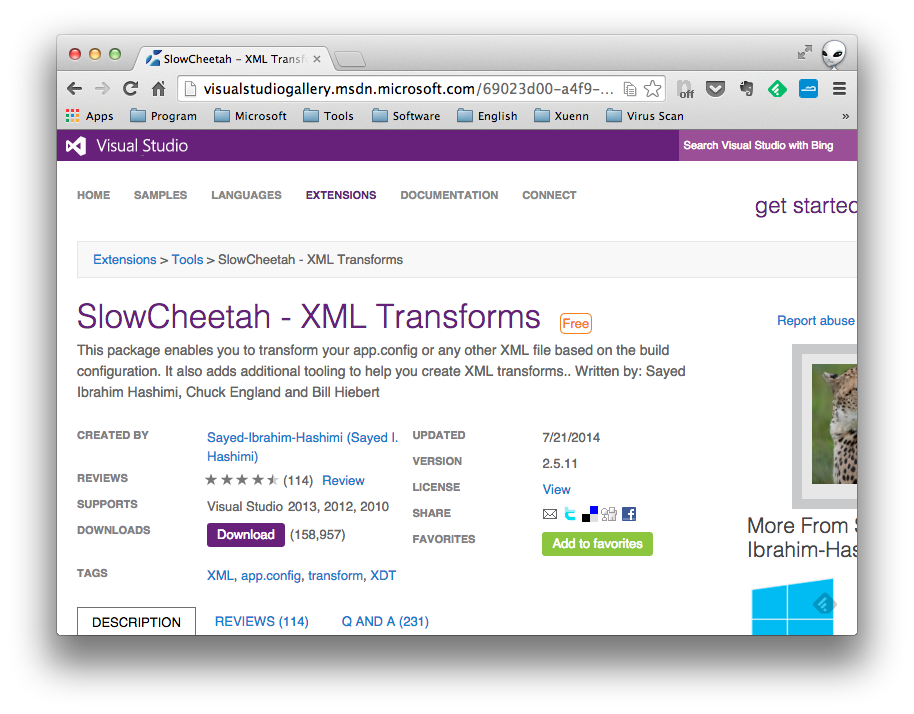 SlowCheetah – XML Transf
visualstudiogallery.msdn.microsoft.com/69023d00-a4f9-...
off
Apps Program Microsoft Tools Software English Xuenn Virus Scan »
Visual Studio
Search Visual Studio with Bing
HOME SAMPLES LANGUAGES EXTENSIONS DOCUMENTATION CONNECT
get started
Extensions > Tools > SlowCheetah - XML Transforms
SlowCheetah - XML Transforms Free
Report abuse
This package enables you to transform your app.config or any other XML file based on the build
configuration. It also adds additional tooling to help you create XML transforms.. Written by: Sayed
Ibrahim Hashimi, Chuck England and Bill Hiebert
CREATED BY Sayed-Ibrahim-Hashimi (Sayed I.
Hashimi)
REVIEWS (114) Review
SUPPORTS Visual Studio 2013, 2012, 2010
DOWNLOADS Download (158,957)
UPDATED 7/21/2014
VERSION 2.5.11
LICENSE View
SHARE
FAVORITES Add to favorites
TAGS XML, app.config, transform, XDT
More From S
Ibrahim-Has
DESCRIPTION REVIEWS (114) Q AND A (231)